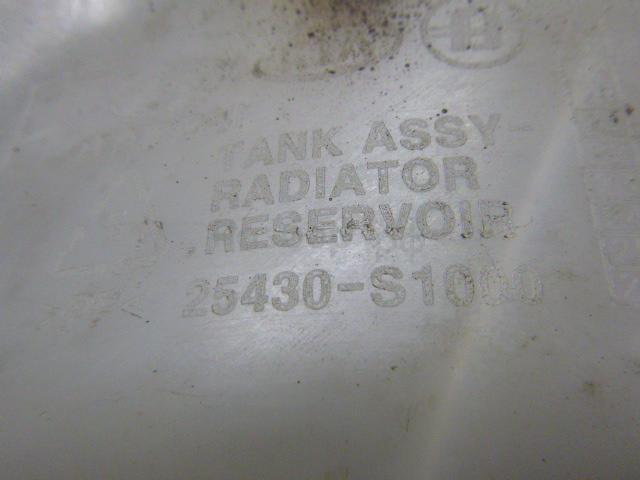 TANK ASSY-
RADIATOR
RESERVOIR
25430-S1000